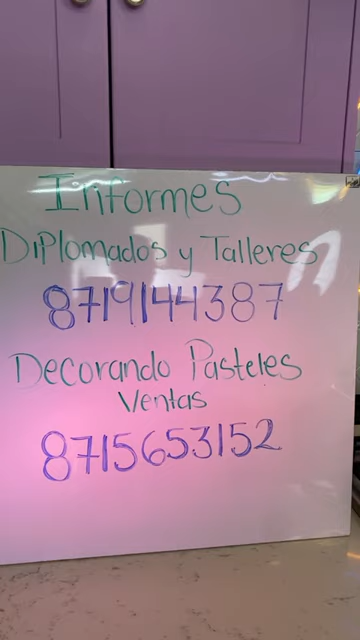 Informes
Diplomados y Talleres
8719144387
Decorando Pasteles
Ventas
8715653152